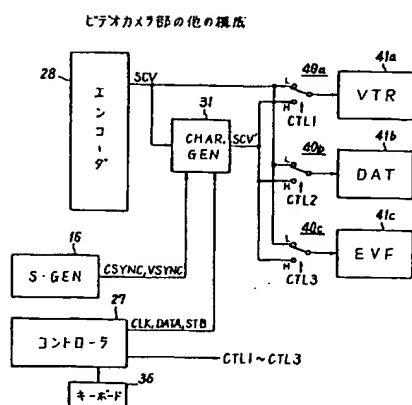 ビデオカメラ部の他の構成
28
エンコーダ
SCV
31
CHAR.
GEN
SCV'
40a
L
H
CTL1
41a
VTR
40b
L
H
CTL2
41b
DAT
40c
L
H
CTL3
41c
EVF
16
S·GEN
CSYNC,VSYNC
27
コントローラ
CLK,DATA,STB
CTL1~CTL3
36
キーボード